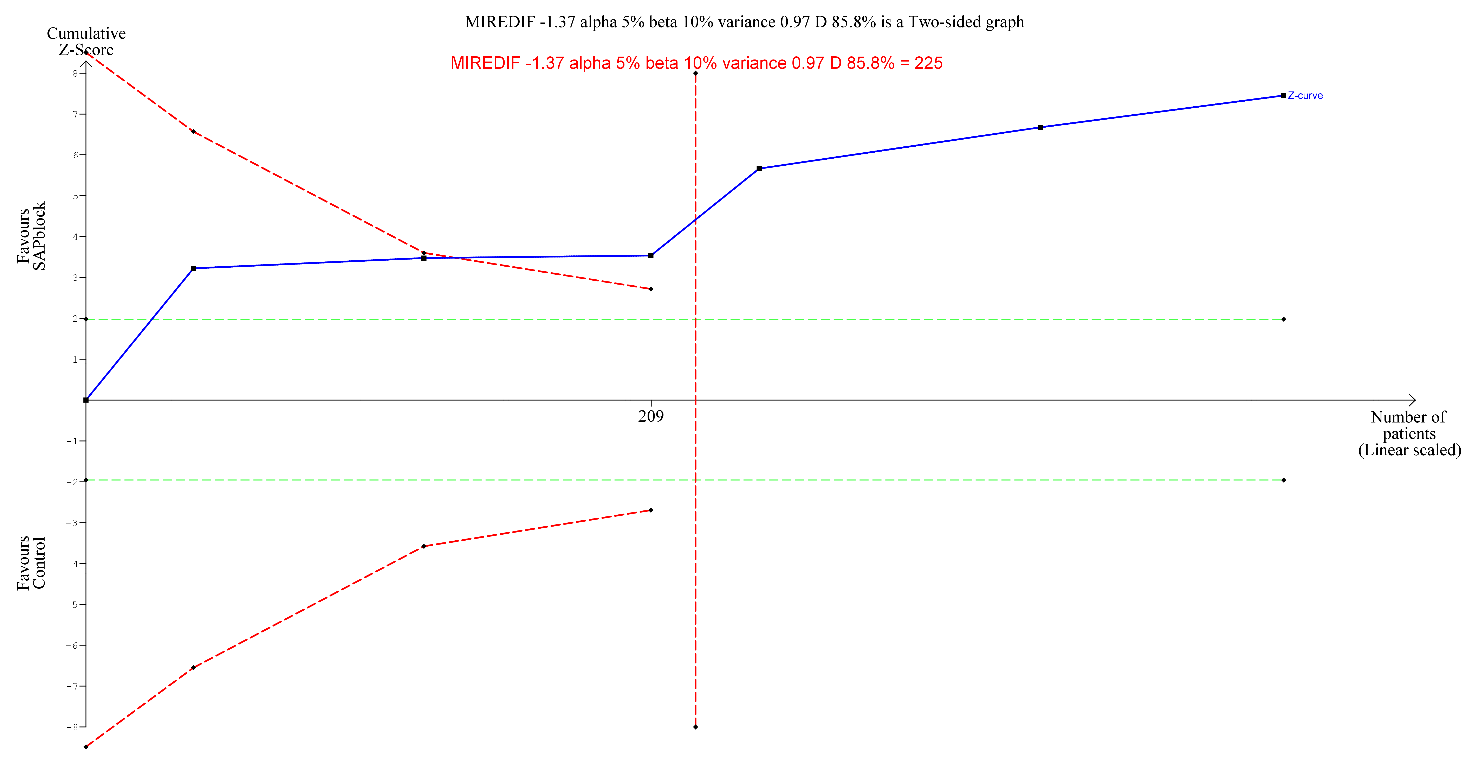 MIREDIF -1.37 alpha 5% beta 10% variance 0.97 D 85.8% is a Two-sided graph
Cumulative
Z-Score
MIREDIF -1.37 alpha 5% beta 10% variance 0.97 D 85.8% = 225
8
Z-curve
7
6
5
Favours
SAPblock
4
3
2
1
209
Number of
patients
(Linear scaled)
-1
-2
-3
Favours
Control
-4
-5
-6
-7
-8